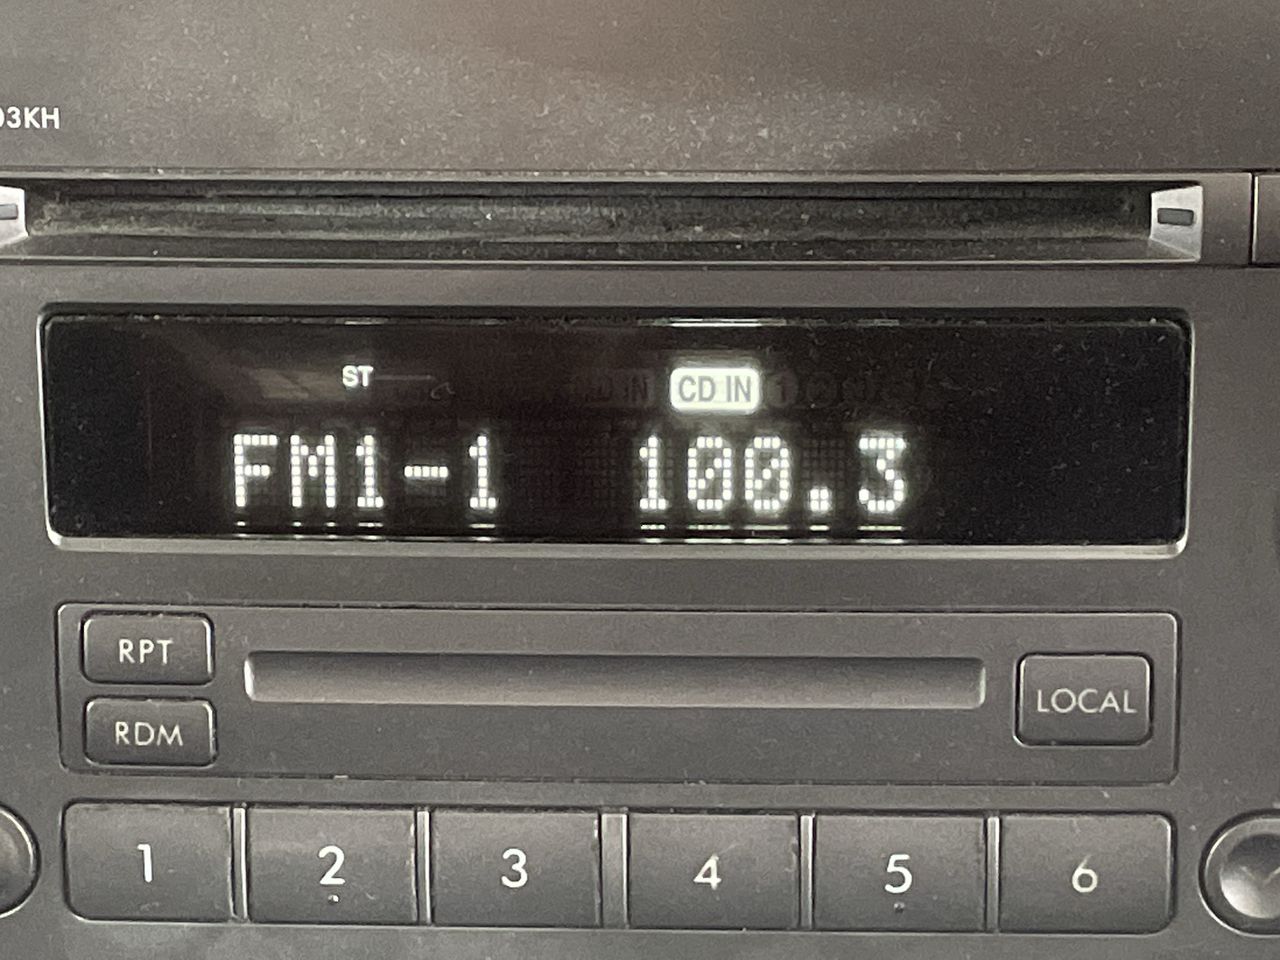 03KH
ST CD IN
FM1-1 100.3
RPT
RDM
LOCAL
1 2 3 4 5 6